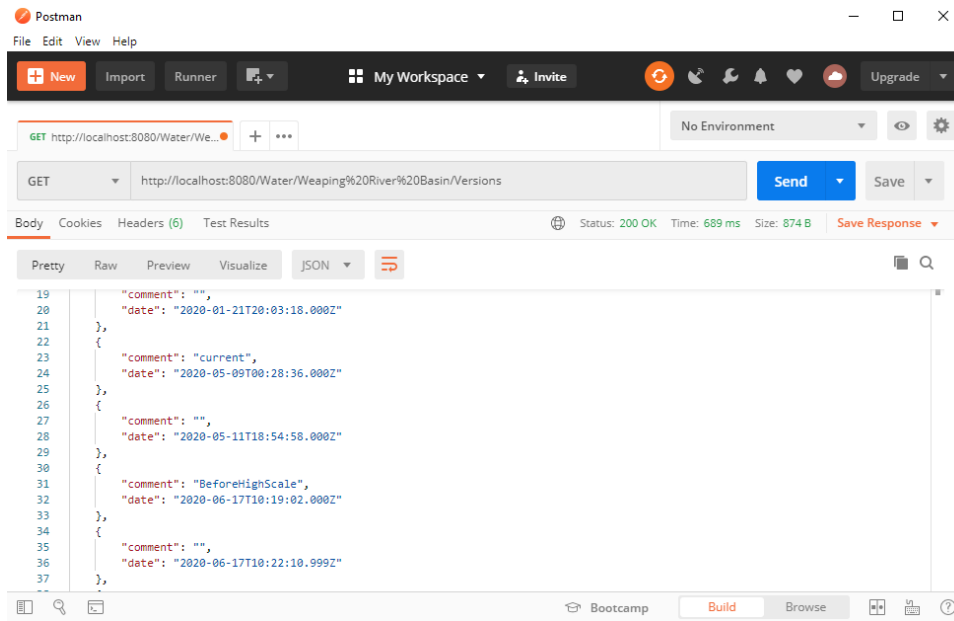 Postman
File Edit View Help
New Import Runner My Workspace Invite Upgrade
GET http://localhost:8080/Water/We... No Environment
GET http://localhost:8080/Water/Weaping%20River%20Basin/Versions Send Save
Body Cookies Headers (6) Test Results Status: 200 OK Time: 689 ms Size: 874 B Save Response
Pretty Raw Preview Visualize JSON
19 "comment": "",
20 "date": "2020-01-21T20:03:18.000Z"
21 },
22 {
23 "comment": "current",
24 "date": "2020-05-09T00:28:36.000Z"
25 },
26 {
27 "comment": "",
28 "date": "2020-05-11T18:54:58.000Z"
29 },
30 {
31 "comment": "BeforeHighScale",
32 "date": "2020-06-17T10:19:02.000Z"
33 },
34 {
35 "comment": "",
36 "date": "2020-06-17T10:22:10.999Z"
37 },
Bootcamp Build Browse